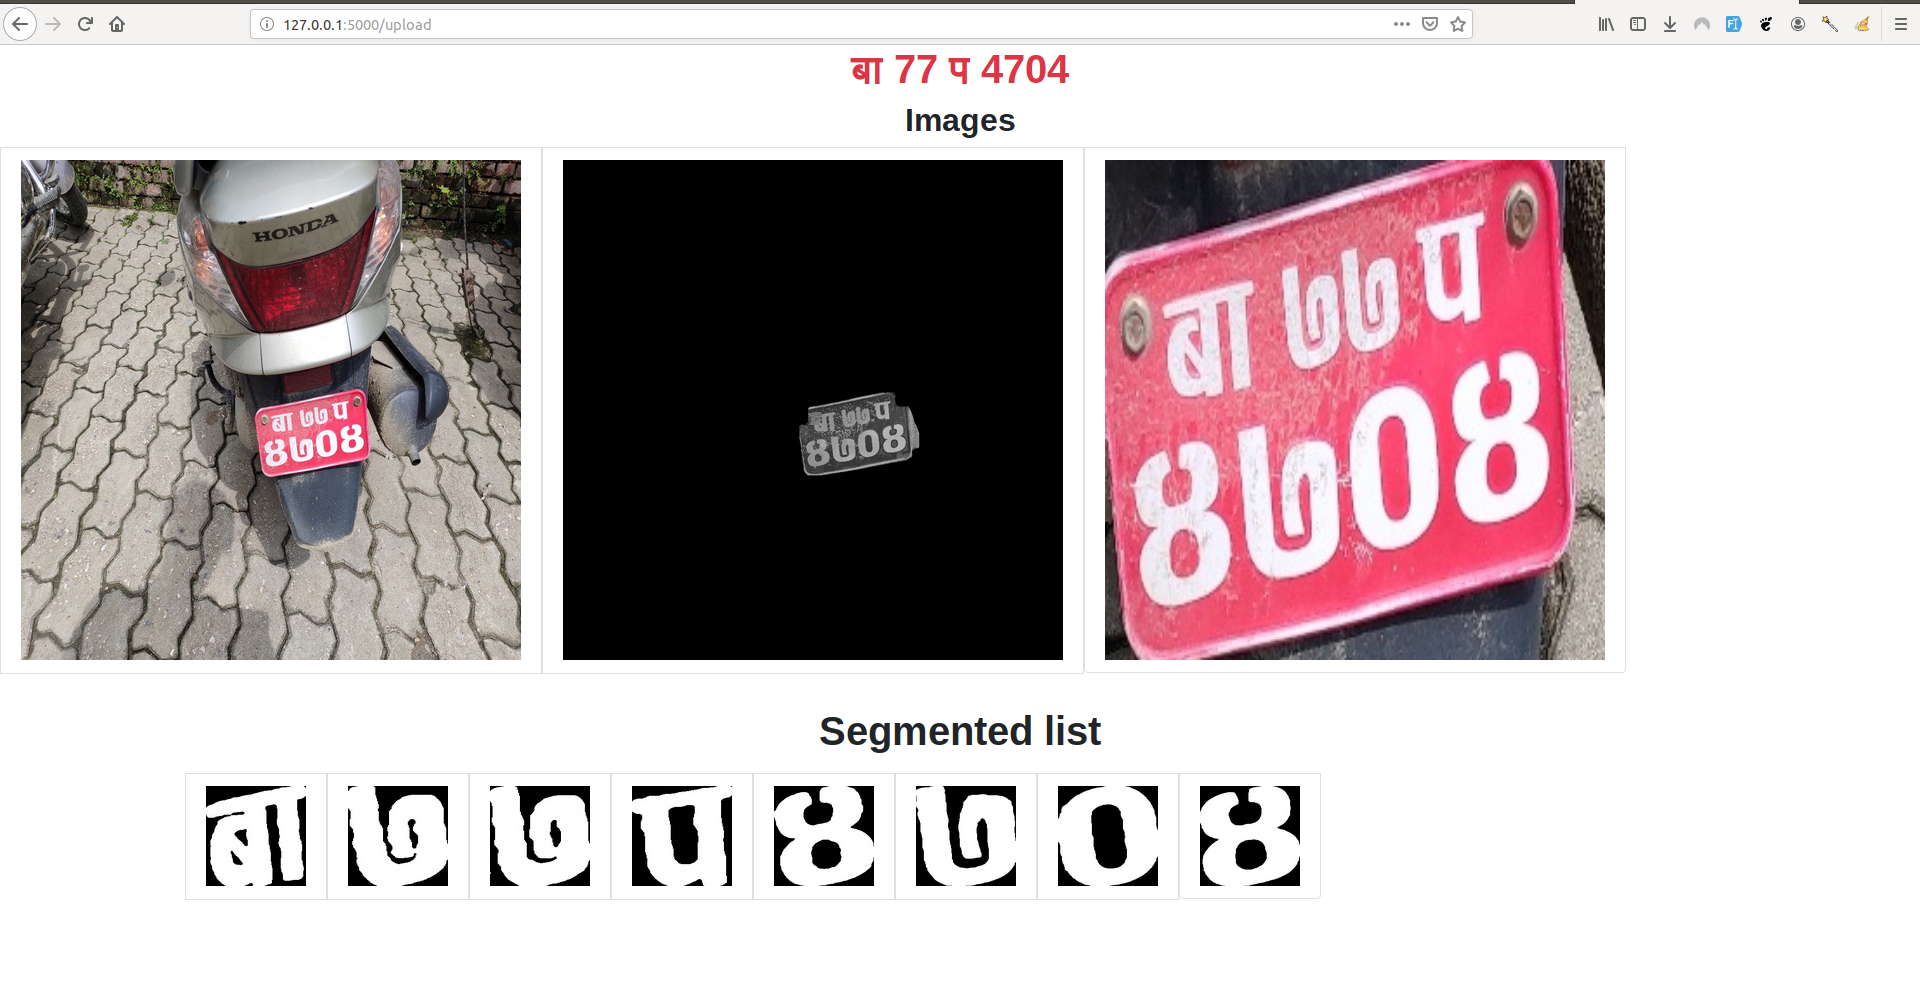 127.0.0.1:5000/upload
बा 77 प 4704
Images
HONDA
बा ७७ प
४७०४
बा ७७ प
४७०४
बा ७७ प
४७०४
Segmented list
बा ७ ७ प ४ ७ ० ४